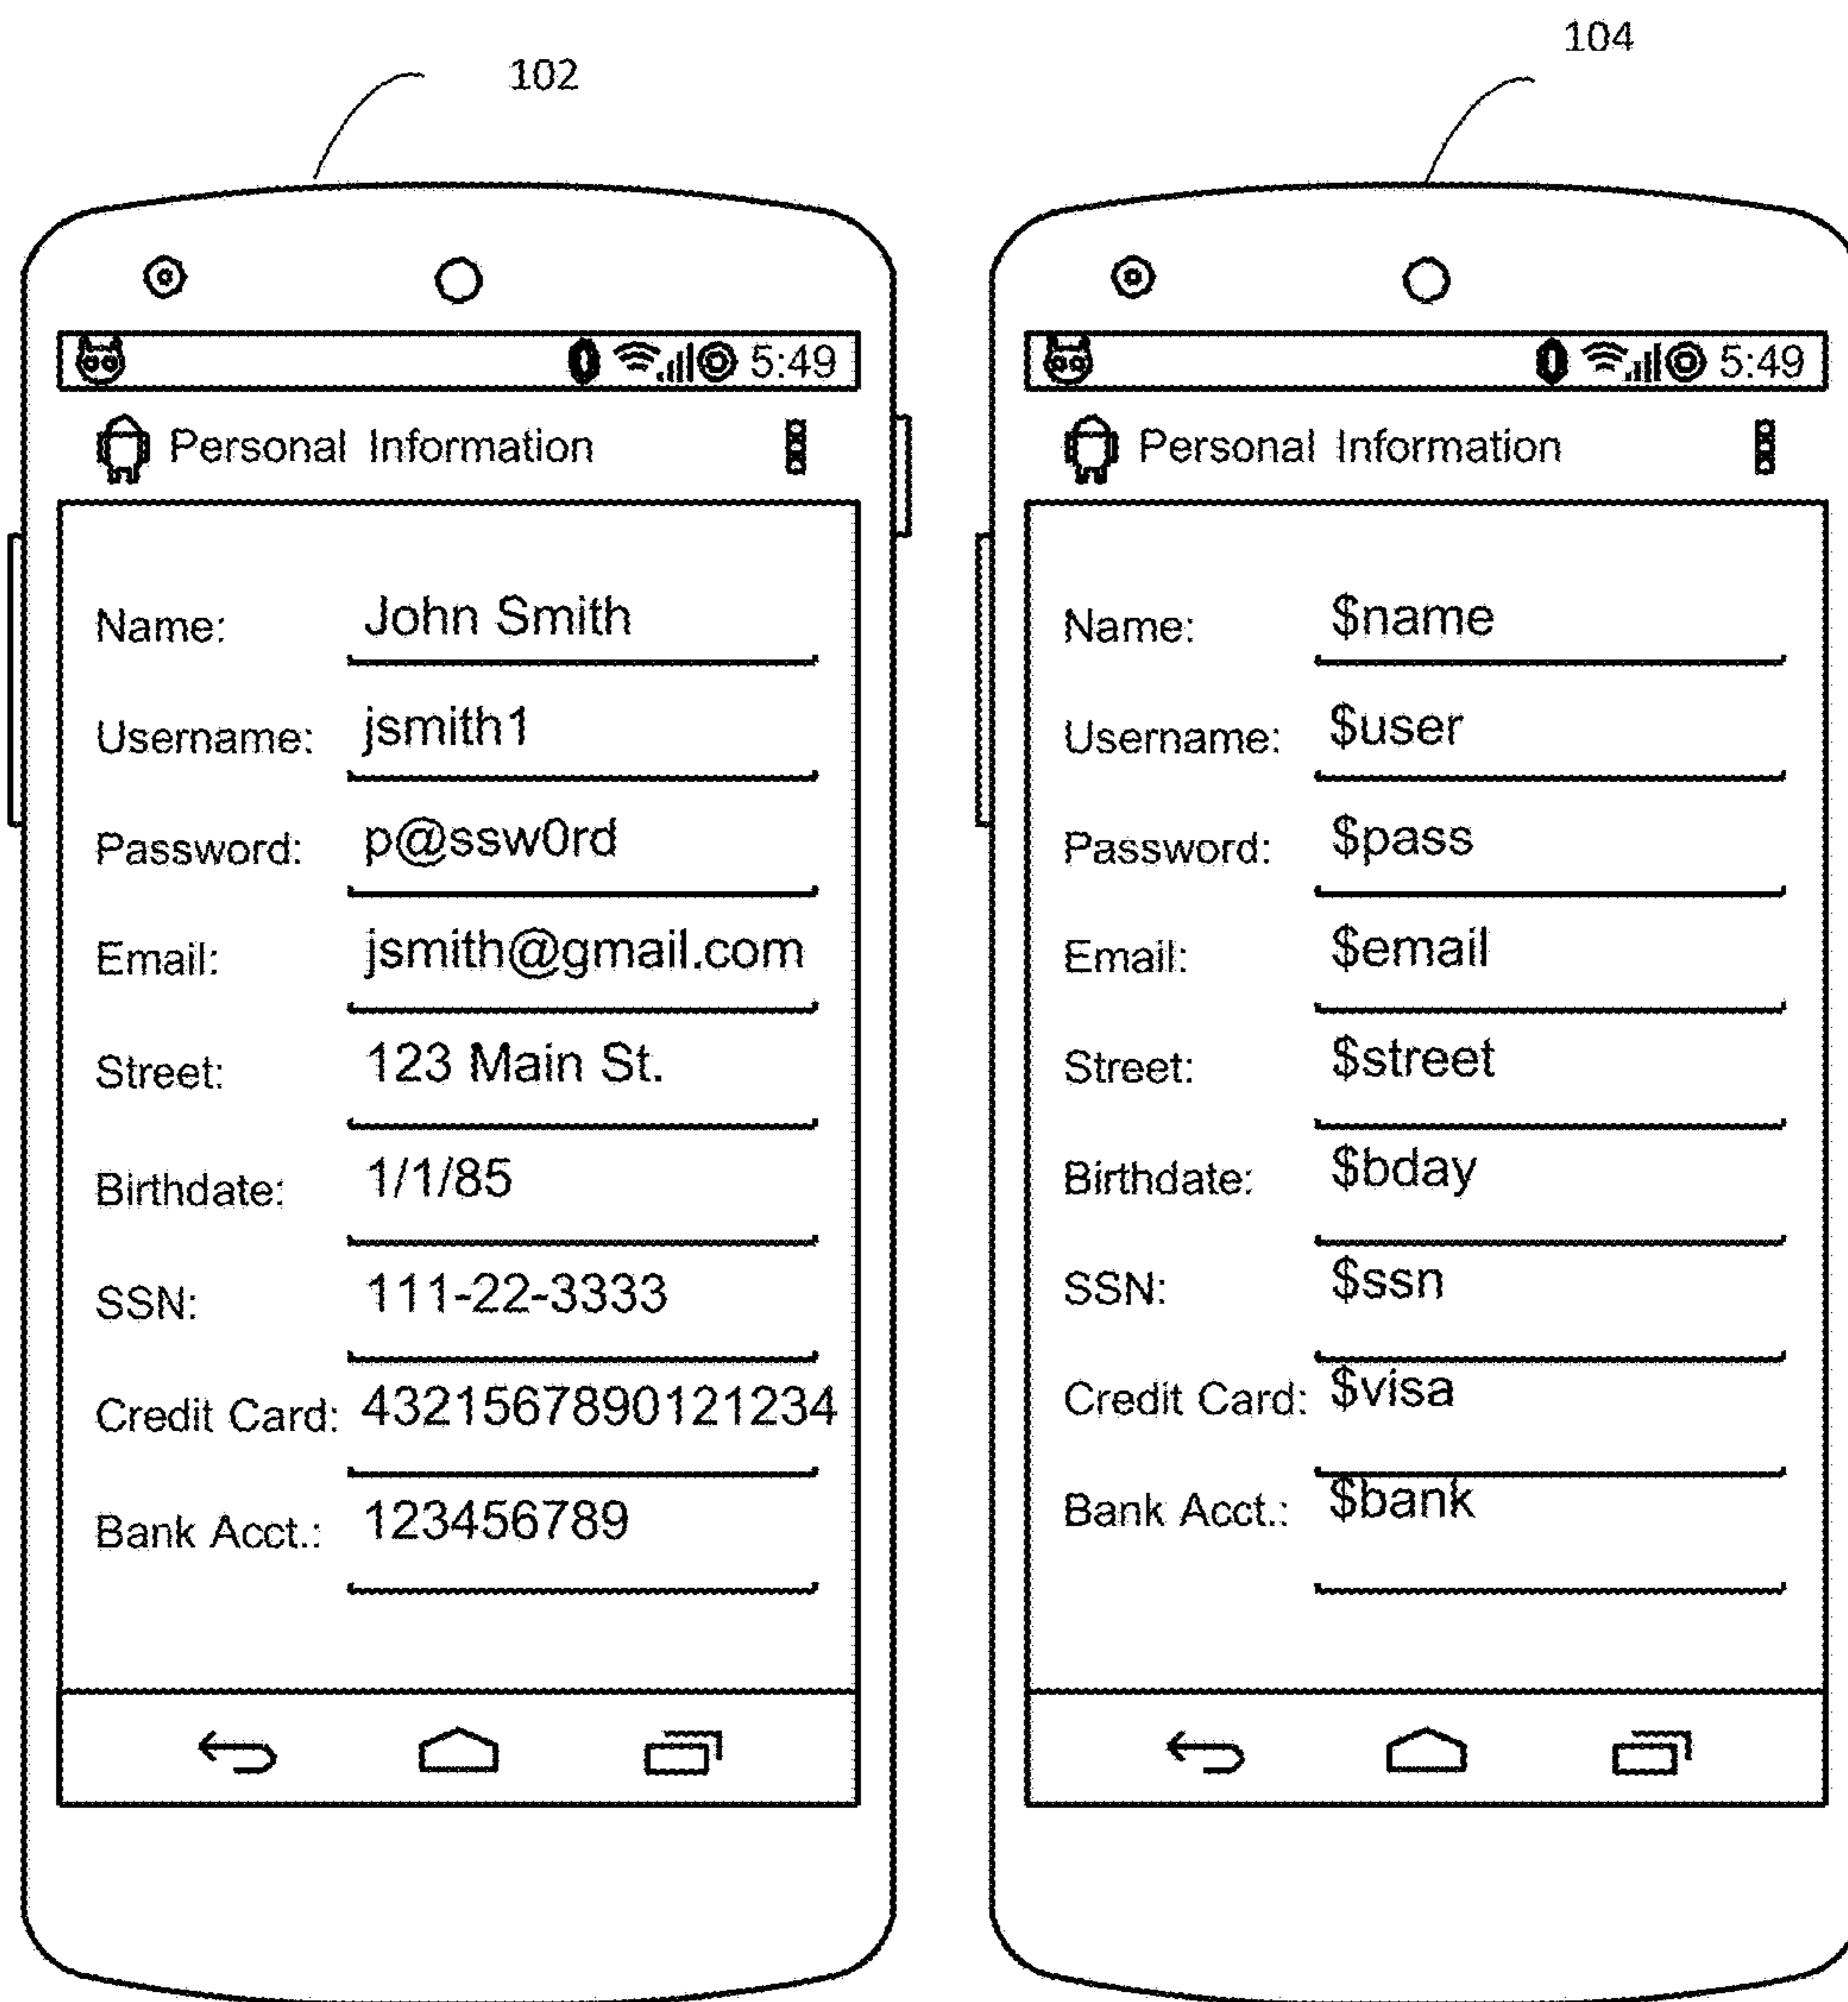 102
5:49
Personal Information
Name: John Smith
Username: jsmith1
Password: p@ssw0rd
Email: jsmith@gmail.com
Street: 123 Main St.
Birthdate: 1/1/85
SSN: 111-22-3333
Credit Card: 4321567890121234
Bank Acct.: 123456789
104
5:49
Personal Information
Name: $name
Username: $user
Password: $pass
Email: $email
Street: $street
Birthdate: $bday
SSN: $ssn
Credit Card: $visa
Bank Acct.: $bank